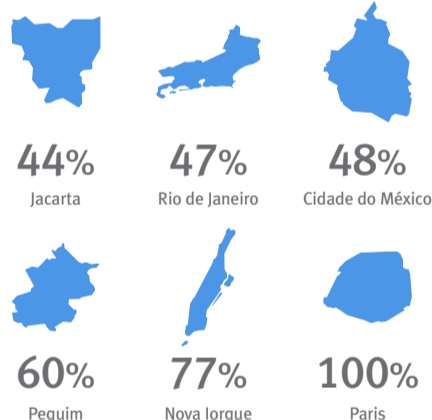 44% 47% 48%
Jacarta Rio de Janeiro Cidade do México
60% 77% 100%
Pequim Nova Iorque Paris